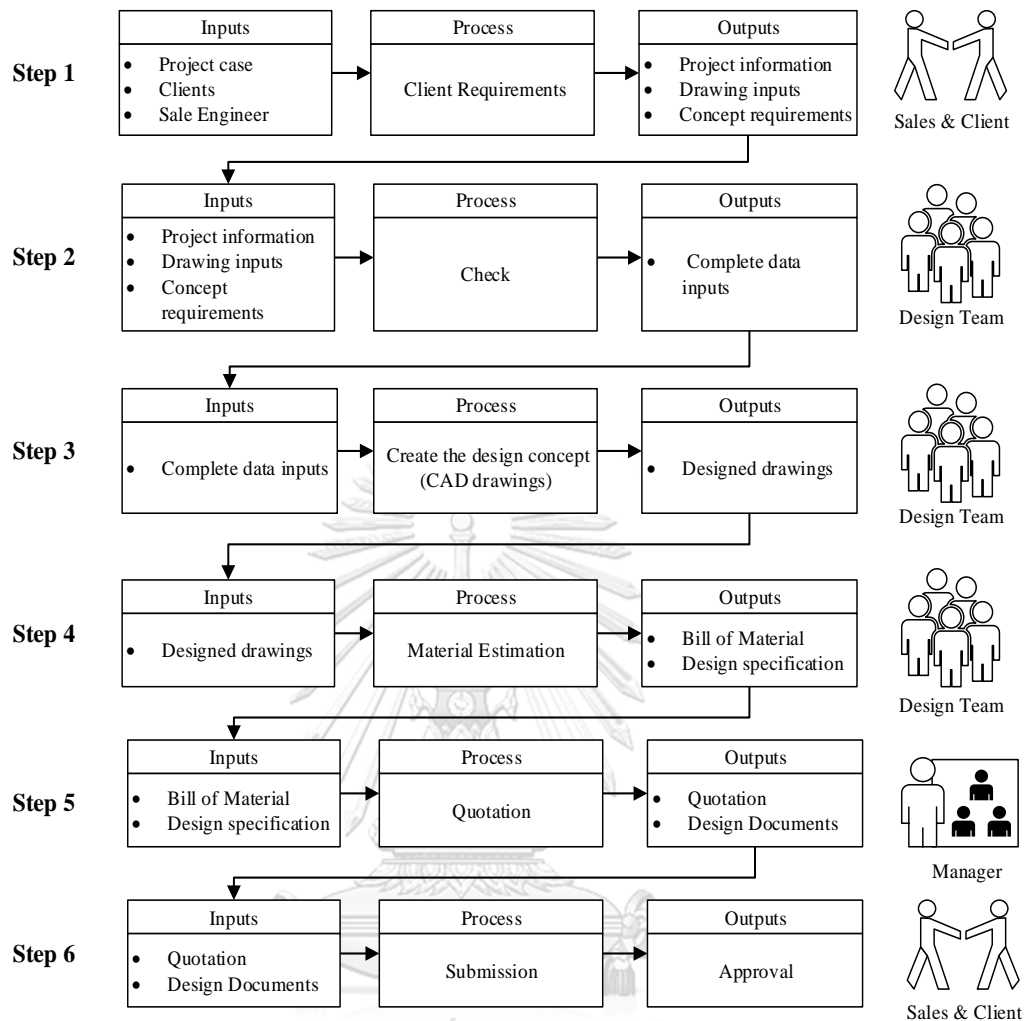 Inputs
Process
Outputs
Step 1
• Project case
• Clients
• Sale Engineer
Client Requirements
• Project information
• Drawing inputs
• Concept requirements
Sales & Client
Inputs
Process
Outputs
Step 2
• Project information
• Drawing inputs
• Concept
requirements
Check
• Complete data
inputs
Design Team
Inputs
Process
Outputs
Step 3
• Complete data inputs
Create the design concept
(CAD drawings)
• Designed drawings
Design Team
Inputs
Process
Outputs
Step 4
• Designed drawings
Material Estimation
• Bill of Material
• Design specification
Design Team
Inputs
Process
Outputs
Step 5
• Bill of Material
• Design specification
Quotation
• Quotation
• Design Documents
Manager
Inputs
Process
Outputs
Step 6
• Quotation
• Design Documents
Submission
Approval
Sales & Client